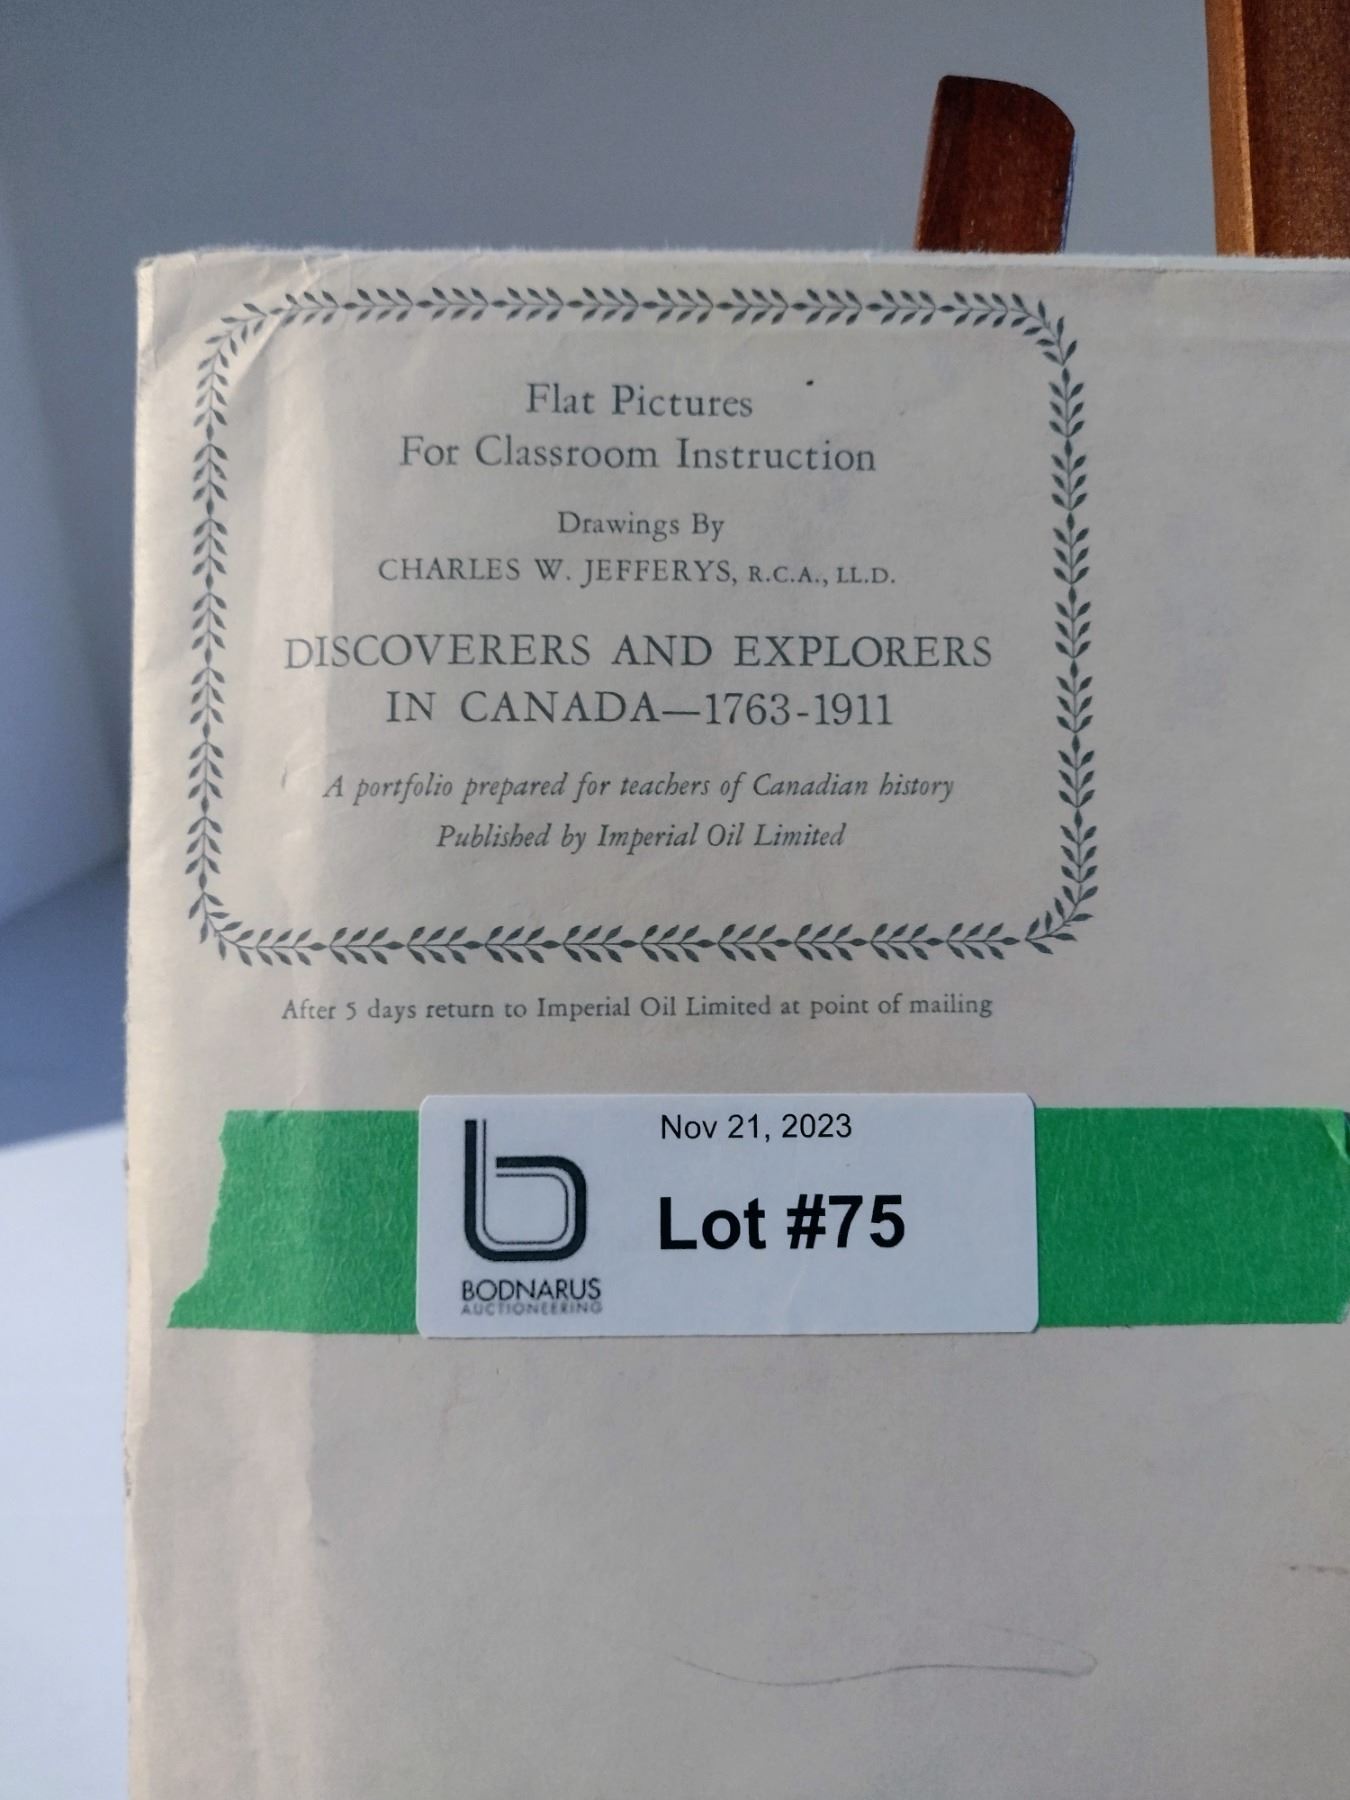 Flat Pictures
For Classroom Instruction
Drawings By
CHARLES W. JEFFERYS, R.C.A., LL.D.
DISCOVERERS AND EXPLORERS
IN CANADA—1763-1911
A portfolio prepared for teachers of Canadian history
Published by Imperial Oil Limited
After 5 days return to Imperial Oil Limited at point of mailing
Nov 21, 2023
Lot #75
BODNARUS
AUCTIONEERING